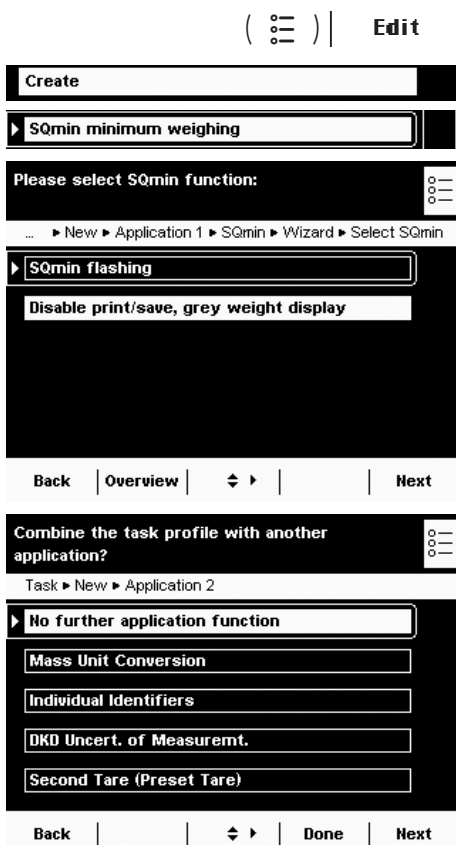 ( ) | Edit
Create
SQmin minimum weighing
Please select SQmin function:
... ▸ New ▸ Application 1 ▸ SQmin ▸ Wizard ▸ Select SQmin
SQmin flashing
Disable print/save, grey weight display
Back | Overview | | | Next
Combine the task profile with another
application?
Task ▸ New ▸ Application 2
No further application function
Mass Unit Conversion
Individual Identifiers
DKD Uncert. of Measuremt.
Second Tare (Preset Tare)
Back | | | Done | Next